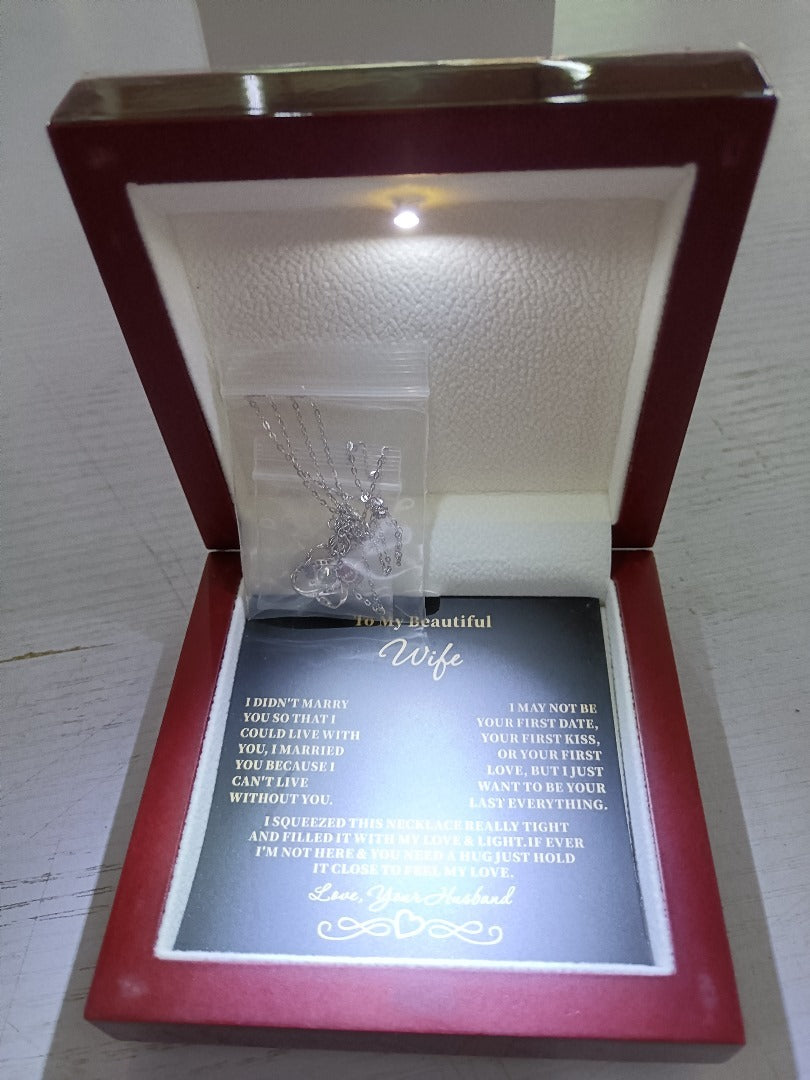 To My Beautiful
Wife
I DIDN'T MARRY
YOU SO THAT I
COULD LIVE WITH
YOU, I MARRIED
YOU BECAUSE I
CAN'T LIVE
WITHOUT YOU.
I MAY NOT BE
YOUR FIRST DATE,
YOUR FIRST KISS,
OR YOUR FIRST
LOVE, BUT I JUST
WANT TO BE YOUR
LAST EVERYTHING.
I SQUEEZED THIS NECKLACE REALLY TIGHT
AND FILLED IT WITH MY LOVE & LIGHT.IF EVER
I'M NOT HERE & YOU NEED A HUG JUST HOLD
IT CLOSE TO FEEL MY LOVE.
Love, Your Husband